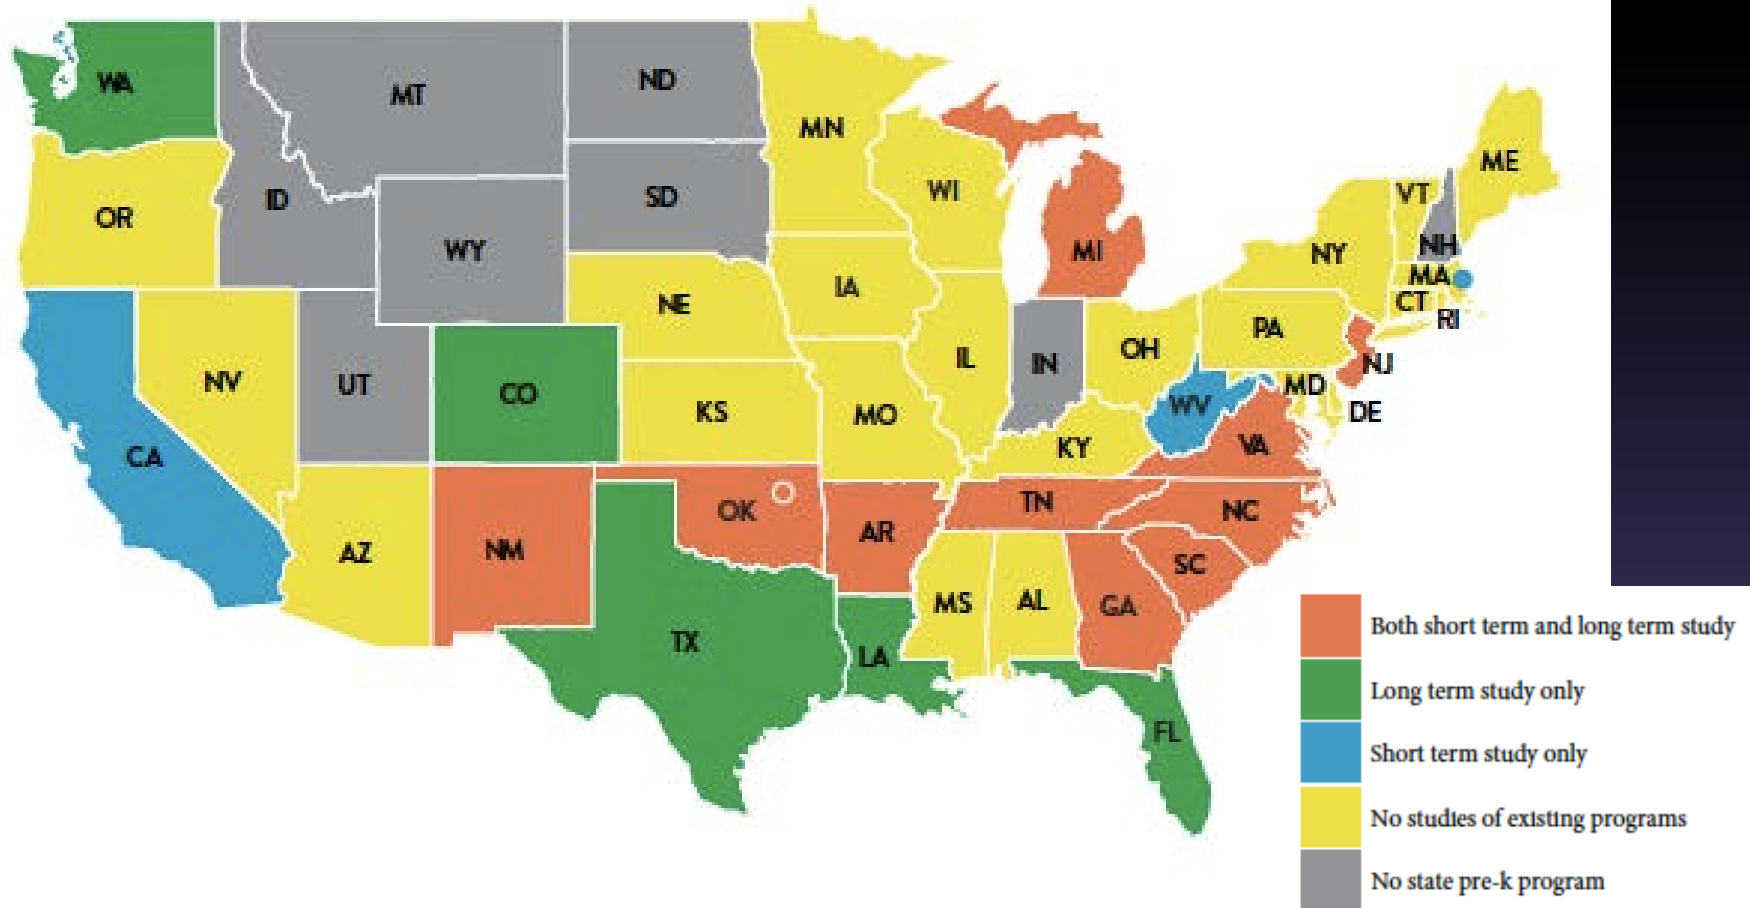 WA
MT
ND
MN
ME
OR
ID
SD
WI
VT
NH
WY
MI
NY
MA
CT
RI
NE
IA
PA
NV
UT
CO
KS
MO
IL
IN
OH
NJ
MD
DE
WV
CA
KY
VA
AZ
NM
OK
AR
TN
NC
SC
TX
LA
MS
AL
GA
FL
Both short term and long term study
Long term study only
Short term study only
No studies of existing programs
No state pre-k program